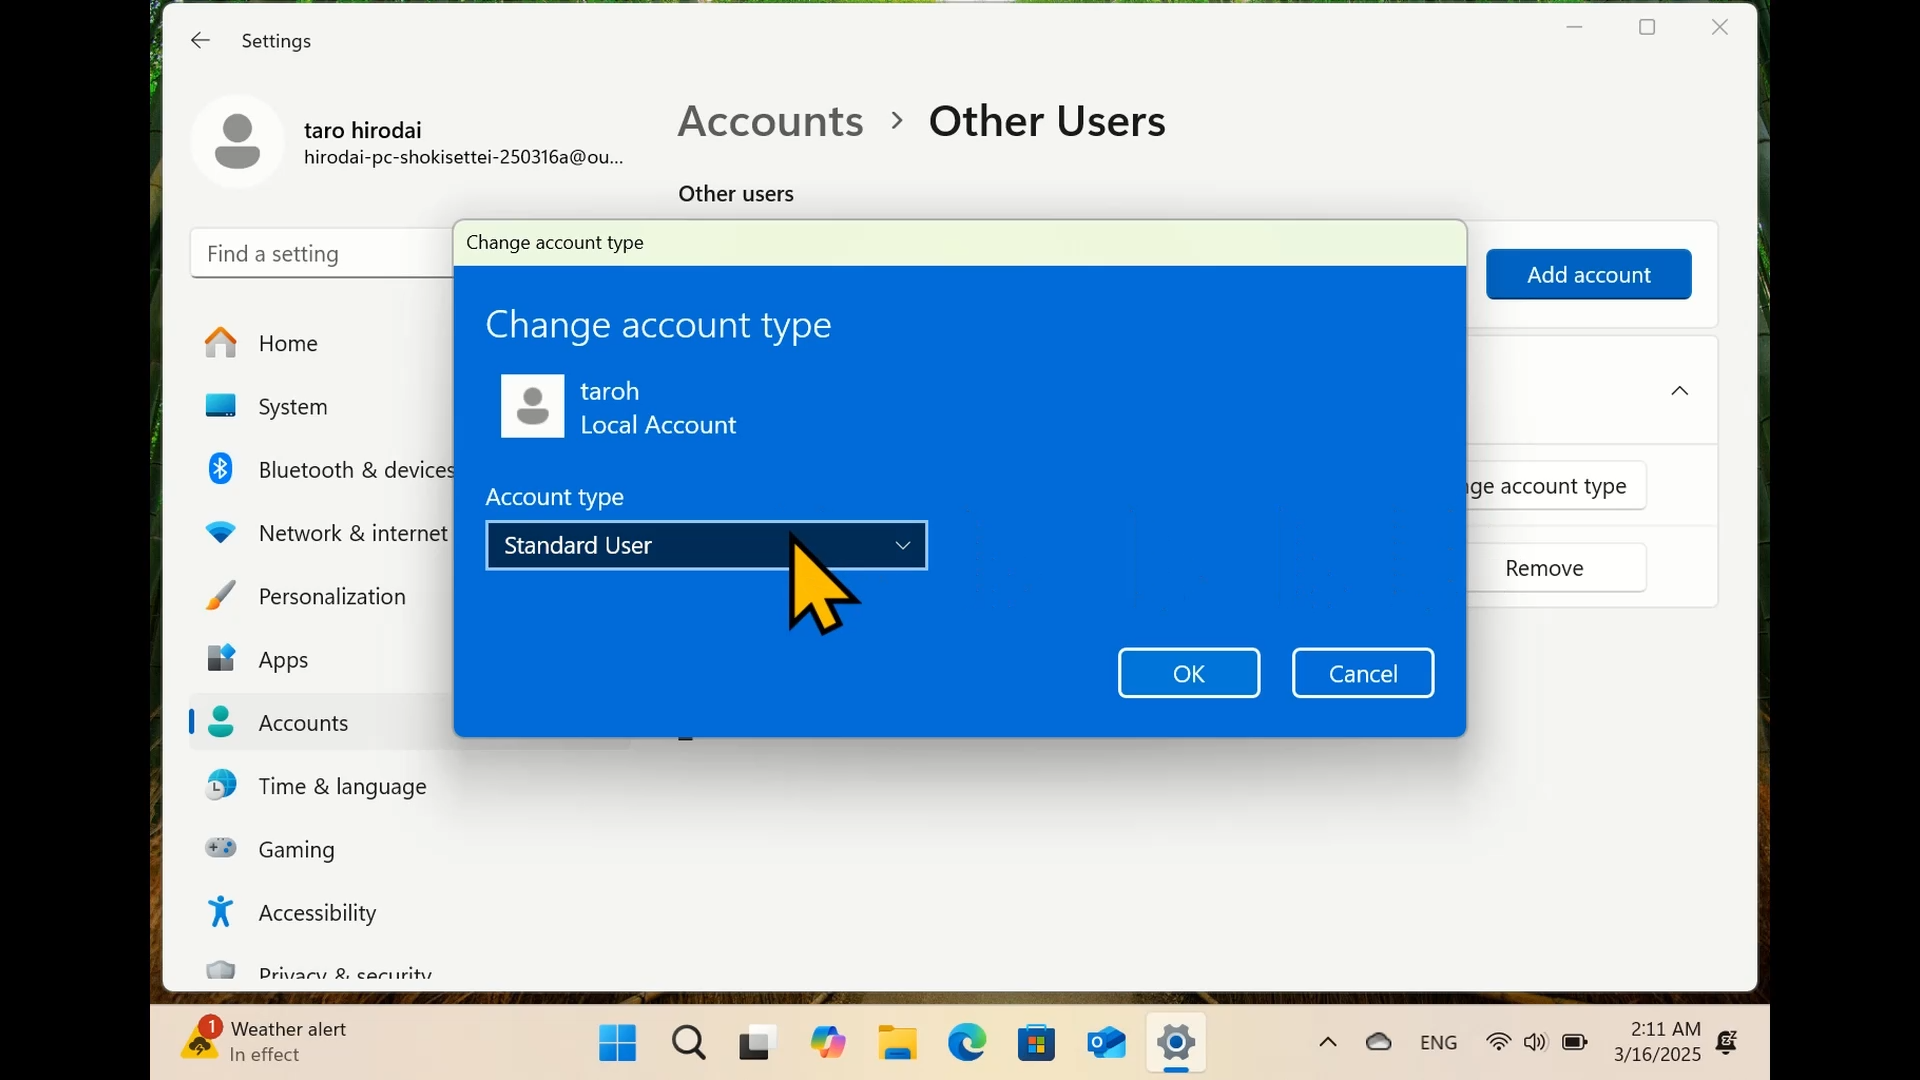 Settings
taro hirodai
hirodai-pc-shokisettei-250316a@ou...
Find a setting
Home
System
Bluetooth & devices
Network & internet
Personalization
Apps
Accounts
Time & language
Gaming
Accessibility
Privacy & security
Accounts > Other Users
Other users
Add account
nge account type
Remove
Change account type
Change account type
taroh
Local Account
Account type
Standard User
OK
Cancel
1
Weather alert
In effect
ENG
2:11 AM
3/16/2025